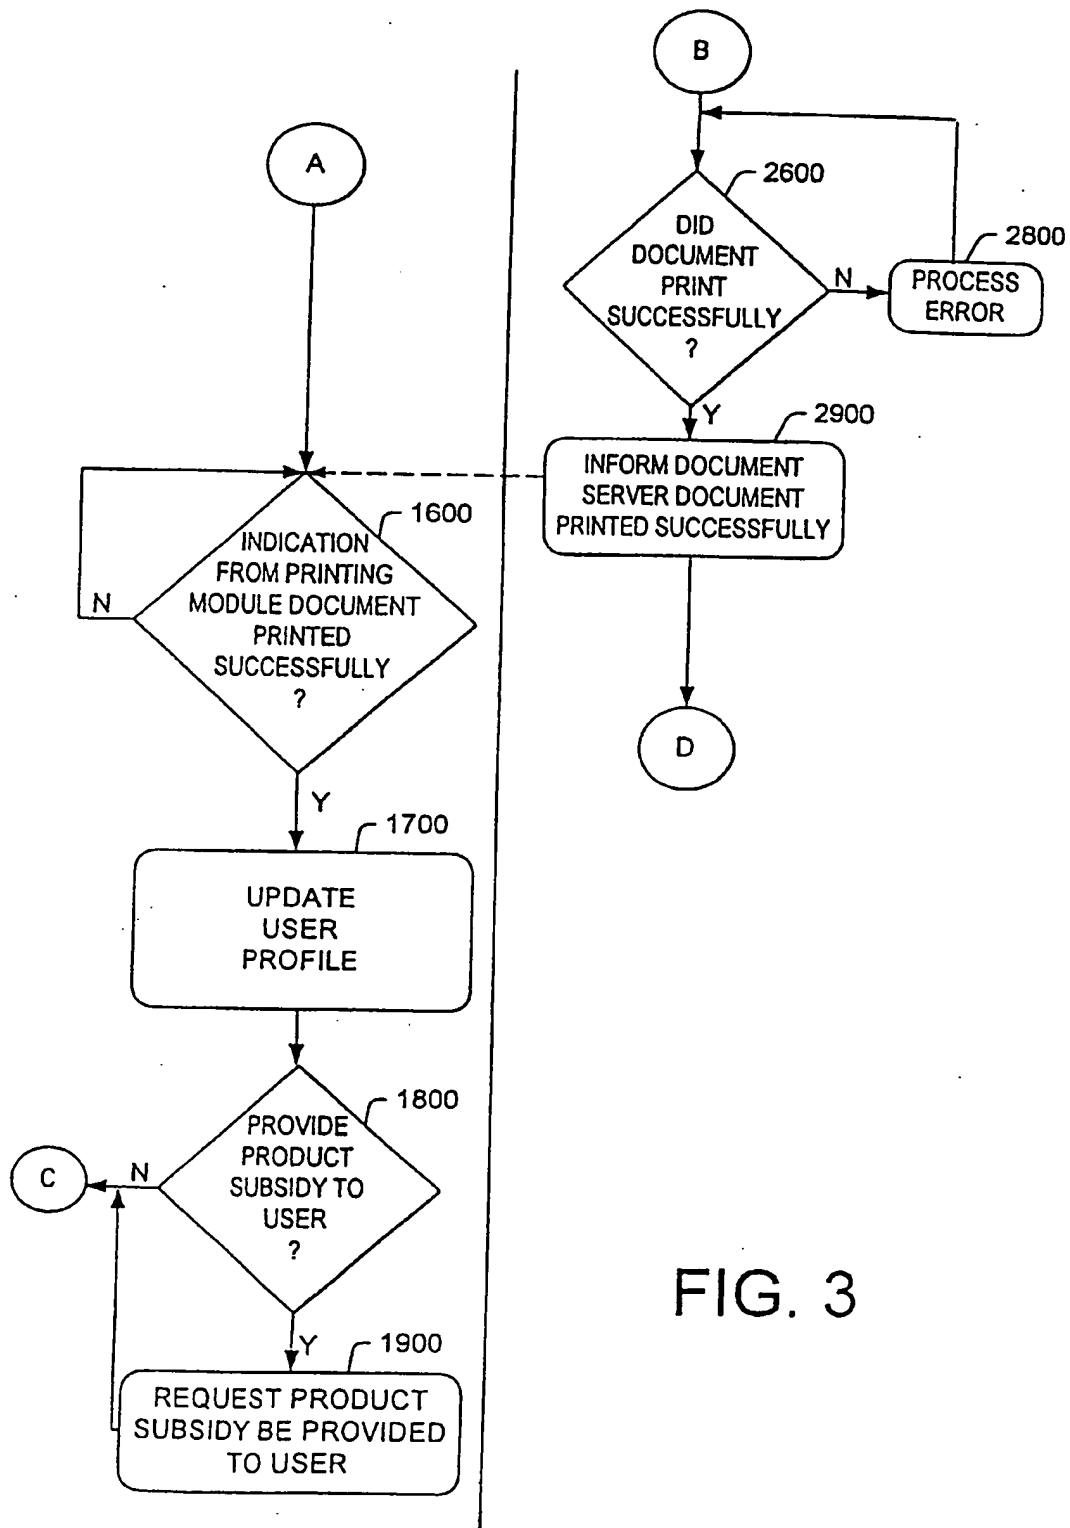 A
1600
INDICATION
FROM PRINTING
MODULE DOCUMENT
PRINTED
SUCCESSFULLY
?
N
Y
1700
UPDATE
USER
PROFILE
1800
PROVIDE
PRODUCT
SUBSIDY TO
USER
?
N
C
Y
1900
REQUEST PRODUCT
SUBSIDY BE PROVIDED
TO USER
B
2600
DID
DOCUMENT
PRINT
SUCCESSFULLY
?
N
2800
PROCESS
ERROR
Y
2900
INFORM DOCUMENT
SERVER DOCUMENT
PRINTED SUCCESSFULLY
D
FIG. 3